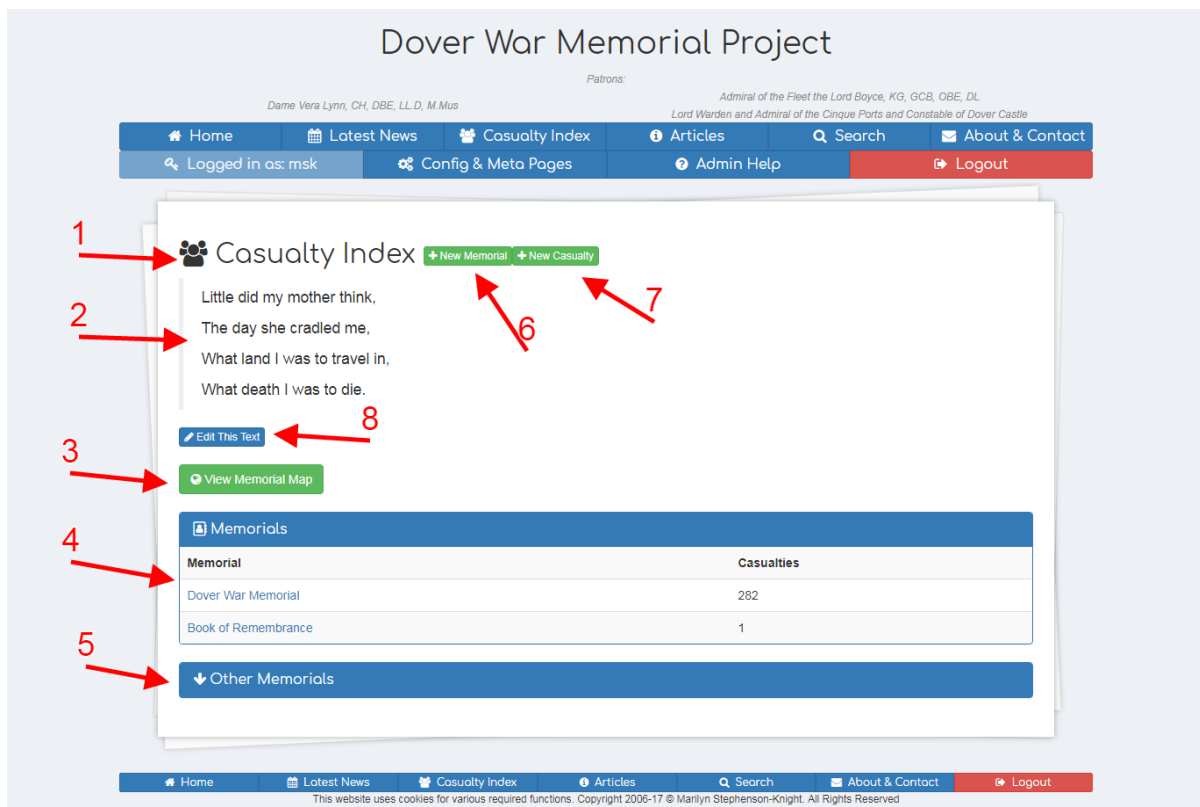 Dover War Memorial Project
Patrons:
Dame Vera Lynn, CH, DBE, LL.D, M.Mus
Admiral of the Fleet the Lord Boyce, KG, GCB, OBE, DL
Lord Warden and Admiral of the Cinque Ports and Constable of Dover Castle
Home Latest News Casualty Index Articles Search About & Contact
Logged in as: msk Config & Meta Pages Admin Help Logout
1
Casualty Index New Memorial New Casualty
6
7
2
Little did my mother think,
The day she cradled me,
What land I was to travel in,
What death I was to die.
8
Edit This Text
3
View Memorial Map
4
Memorials
Memorial Casualties
Dover War Memorial 282
Book of Remembrance 1
5
Other Memorials
Home Latest News Casualty Index Articles Search About & Contact Logout
This website uses cookies for various required functions. Copyright 2006-17 © Marilyn Stephenson-Knight. All Rights Reserved